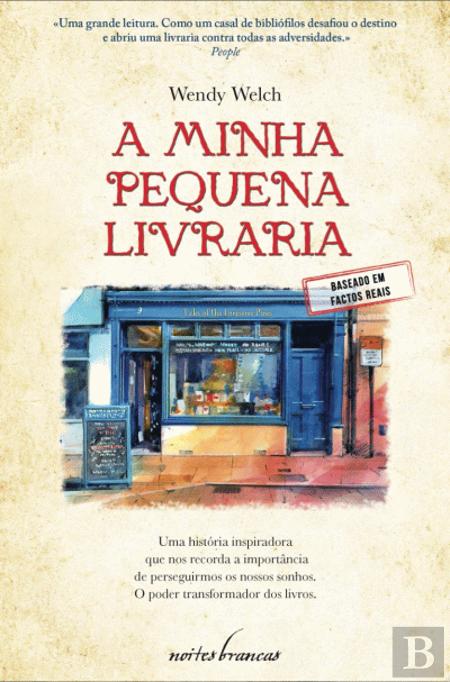 «Uma grande leitura. Como um casal de bibliófilos desafiou o destino
e abriu uma livraria contra todas as adversidades.»
People
Wendy Welch
A MINHA
PEQUENA
LIVRARIA
BASEADO EM
FACTOS REAIS
9
Uma história inspiradora
que nos recorda a importância
de perseguirmos os nossos sonhos.
O poder transformador dos livros.
noites brancas
B